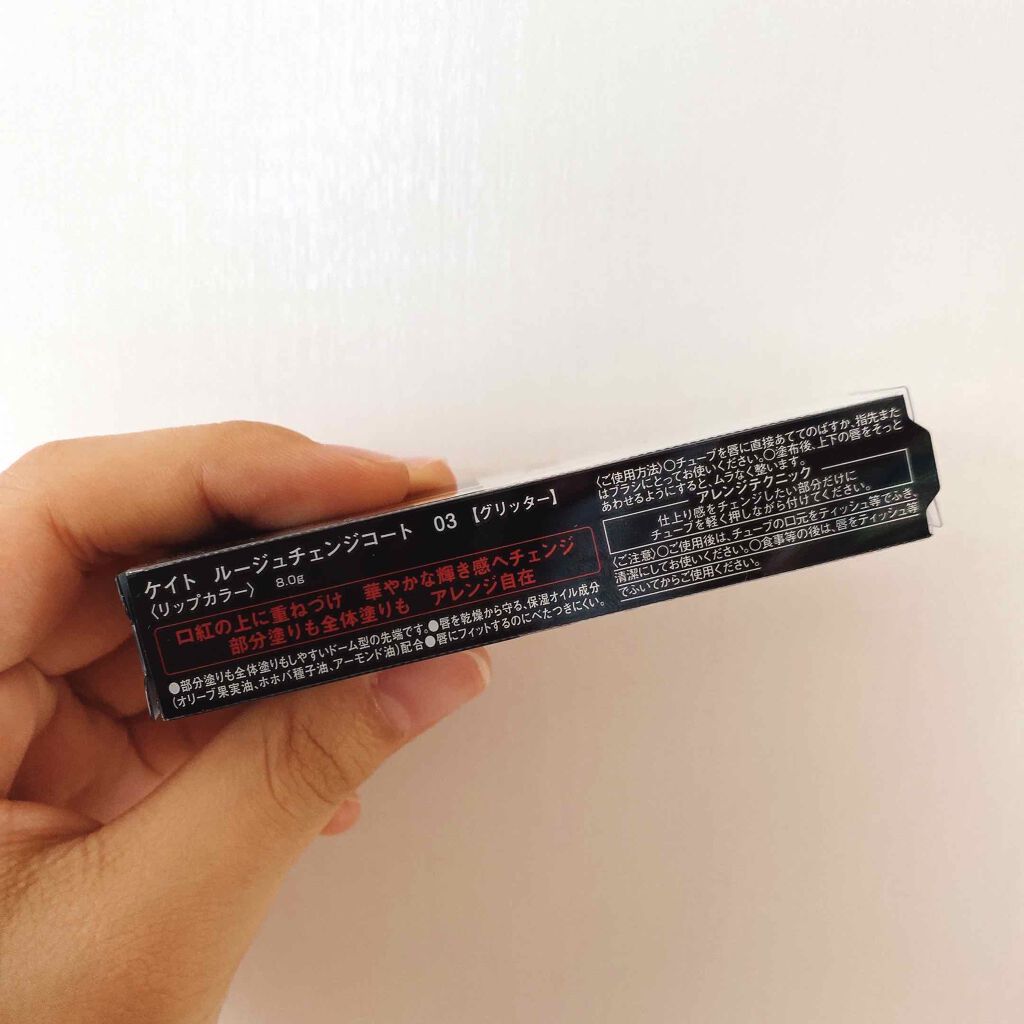 ケイト ルージュチェンジコート 03 【グリッター】
〈リップカラー〉 8.0g
口紅の上に重ねづけ 華やかな輝き感へチェンジ
部分塗りも全体塗りも アレンジ自在
●部分塗りも全体塗りもしやすいドーム型の先端です。●唇を乾燥から守る、保湿オイル成分
(オリーブ果実油、ホホバ種子油、アーモンド油)配合●唇にフィットするのにべたつきにくい。
〈ご使用方法〉〇チューブを唇に直接あててのばすか、指先また
はブラシにとってお使いください。〇塗布後、上下の唇をそっと
あわせるようにすると、ムラなく整います。
アレンジテクニック
仕上り感をチェンジしたい部分だけに
チューブを軽く押しながら付けてください。
〈ご注意〉〇ご使用後は、チューブの口元をティッシュ等でふき、
清潔にしてお使いください。〇食事等の後は、唇をティッシュ等
でふいてからご使用ください。